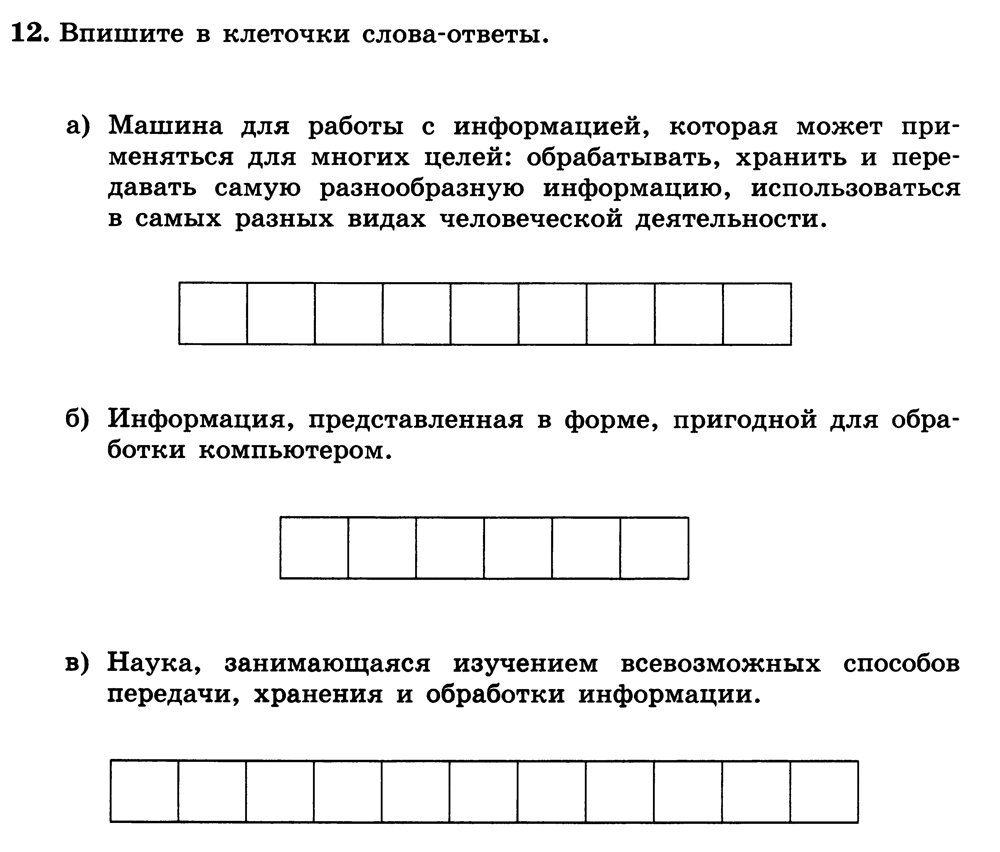 12. Впишите в клеточки слова-ответы.
а) Машина для работы с информацией, которая может при-
меняться для многих целей: обрабатывать, хранить и пере-
давать самую разнообразную информацию, использоваться
в самых разных видах человеческой деятельности.
б) Информация, представленная в форме, пригодной для обра-
ботки компьютером.
в) Наука, занимающаяся изучением всевозможных способов
передачи, хранения и обработки информации.